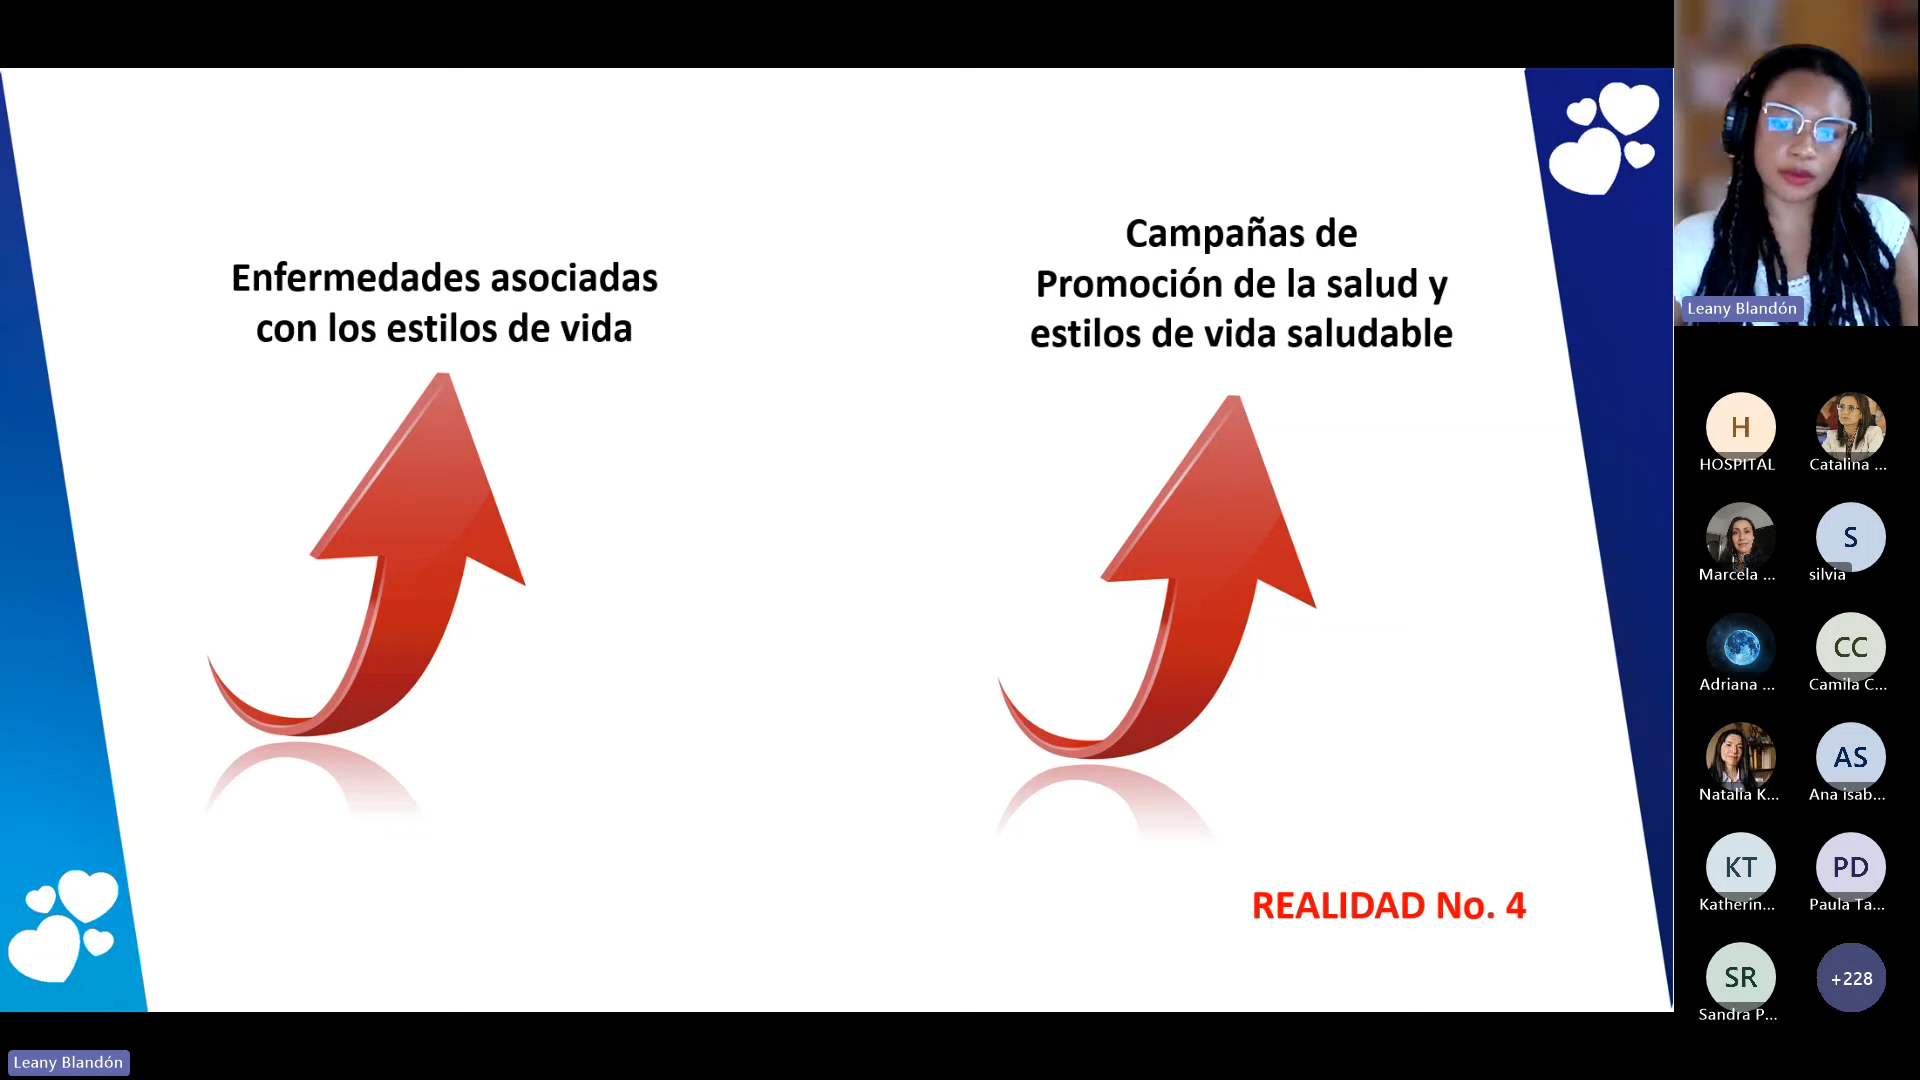 Enfermedades asociadas
con los estilos de vida
Campañas de
Promoción de la salud y
estilos de vida saludable
REALIDAD No. 4
Leany Blandón
Leany Blandón
H
HOSPITAL
Catalina ...
Marcela ...
S
silvia
Adriana ...
CC
Camila C...
Natalia K...
AS
Ana isab...
KT
Katherin...
PD
Paula Ta...
SR
Sandra P...
+228